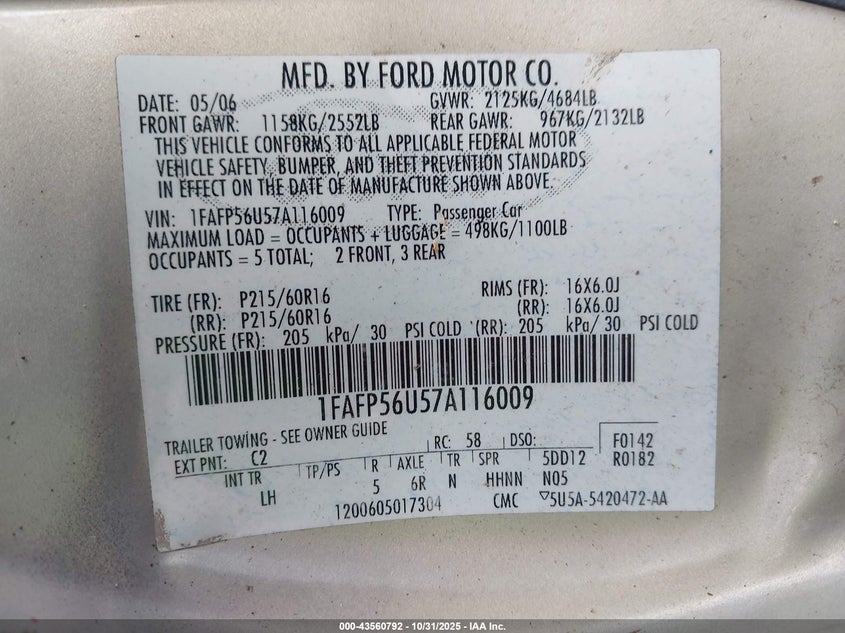 MFD. BY FORD MOTOR CO.
DATE: 05/06 GVWR: 2125KG/4684LB
FRONT GAWR: 1158KG/2552LB REAR GAWR: 967KG/2132LB
THIS VEHICLE CONFORMS TO ALL APPLICABLE FEDERAL MOTOR
VEHICLE SAFETY, BUMPER, AND THEFT PREVENTION STANDARDS
IN EFFECT ON THE DATE OF MANUFACTURE SHOWN ABOVE.
VIN: 1FAFP56U57A116009 TYPE: Passenger Car
MAXIMUM LOAD = OCCUPANTS + LUGGAGE = 498KG/1100LB
OCCUPANTS = 5 TOTAL; 2 FRONT, 3 REAR
TIRE (FR): P215/60R16 RIMS (FR): 16X6.0J
(RR): P215/60R16 (RR): 16X6.0J
PRESSURE (FR): 205 kPa/ 30 PSI COLD (RR): 205 kPa/ 30 PSI COLD
1FAFP56U57A116009
TRAILER TOWING - SEE OWNER GUIDE RC: 58 DSO: F0142
EXT PNT: C2 R0182
INT TR TP/PS R AXLE TR SPR 5DD12
LH 5 6R N HHNN N05
1200605017304 CMC ▽5U5A-5420472-AA
000-43560792 - 10/31/2025 - IAA Inc.